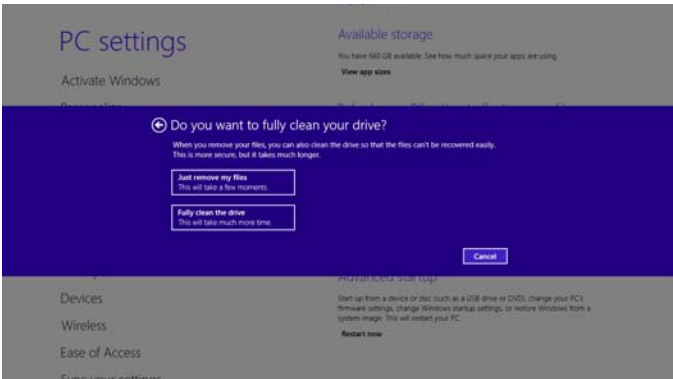 PC settings
Activate Windows
Available storage
You have 660 GB available. See how much space your apps are using
View app sizes
Do you want to fully clean your drive?
When you remove your files, you can also clean the drive so that the files can't be recovered easily.
This is more secure, but it takes much longer.
Just remove my files
This will take a few moments.
Fully clean the drive
This will take much more time.
Cancel
Devices
Wireless
Ease of Access
Advanced startup
Start up from a device or disc (such as a USB drive or DVD), change your PC's
firmware settings, change Windows startup settings, or restore Windows from a
system image. This will restart your PC.
Restart now